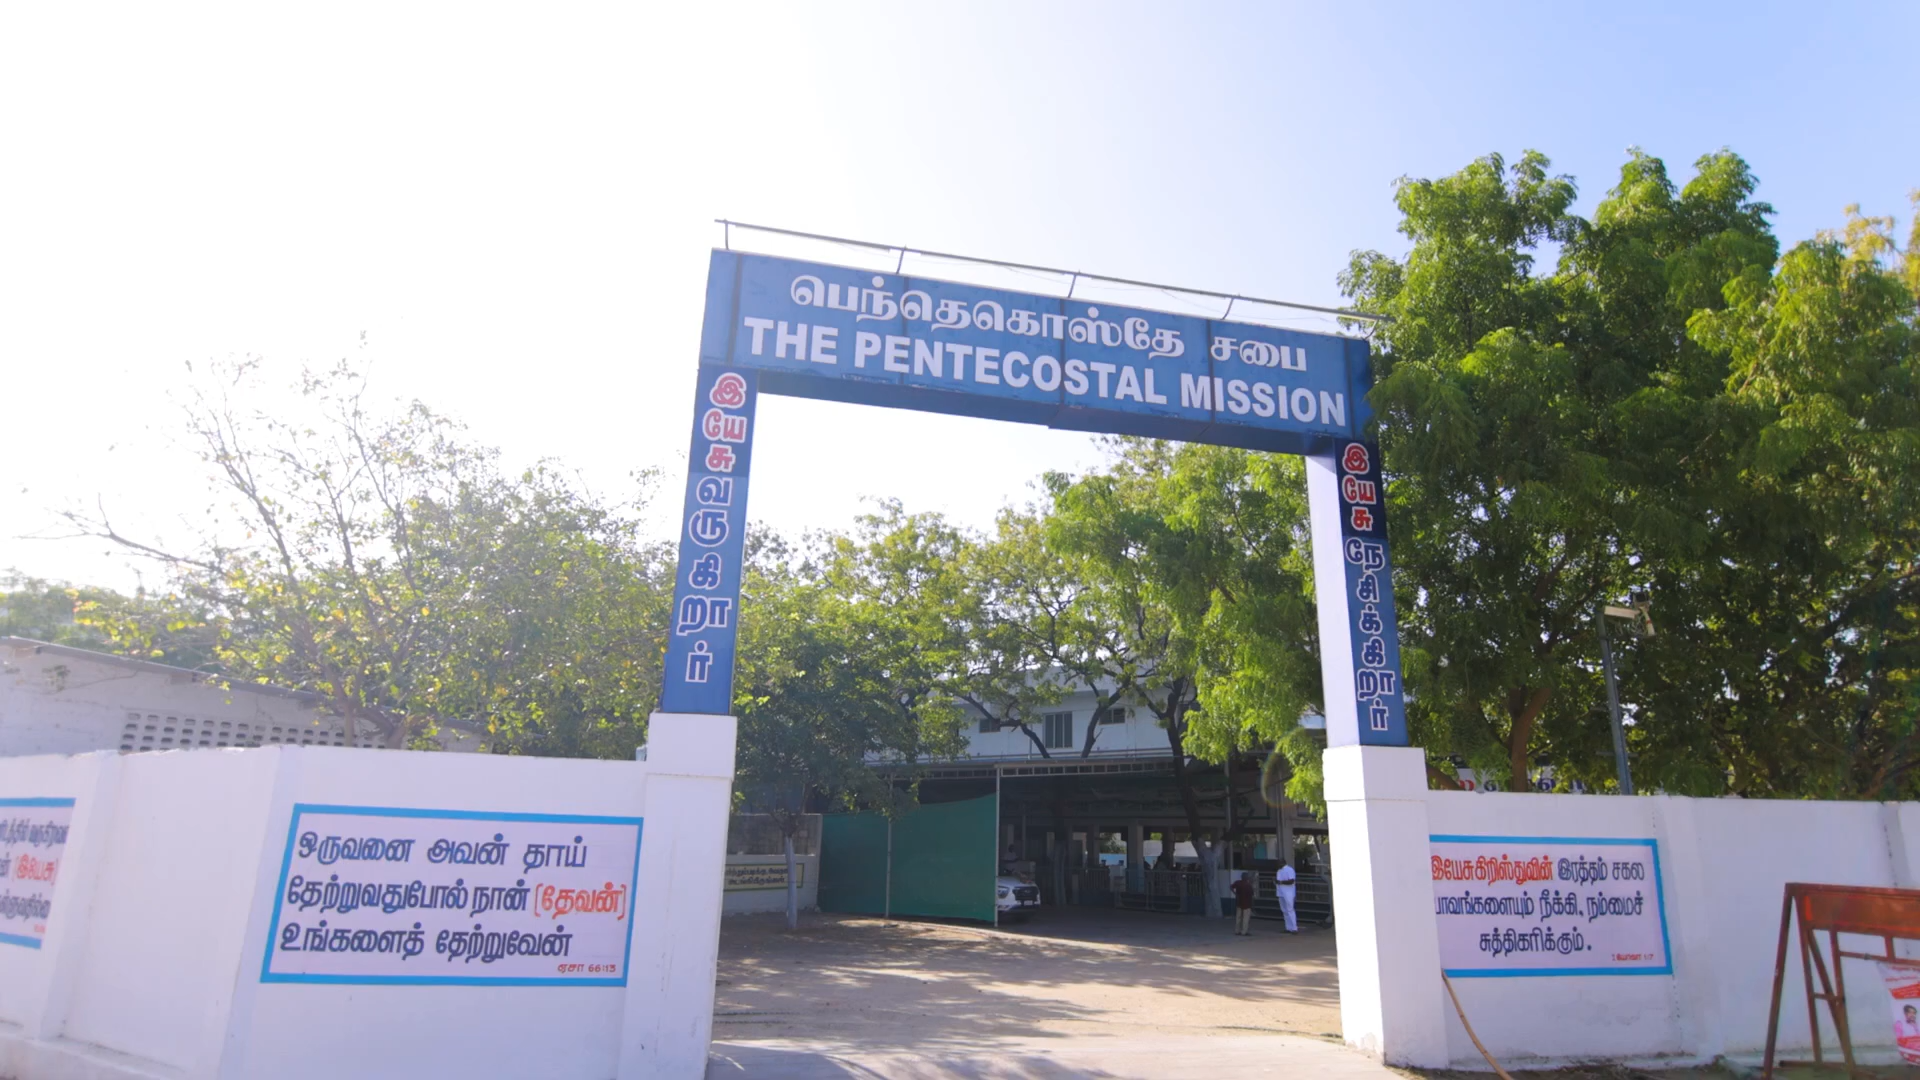 பெந்தெகொஸ்தே சபை
THE PENTECOSTAL MISSION
இயேசுவருகிறார்
இயேசு நேசிக்கிறார்
ஒருவனை அவன் தாய்
தேற்றுவதுபோல் நான் (தேவன்)
உங்களைத் தேற்றுவேன்
ஏசா 66:13
இயேசுகிறிஸ்துவின் இரத்தம் சகல
பாவங்களையும் நீக்கி, நம்மைச்
சுத்திகரிக்கும்.
(இயேசு)